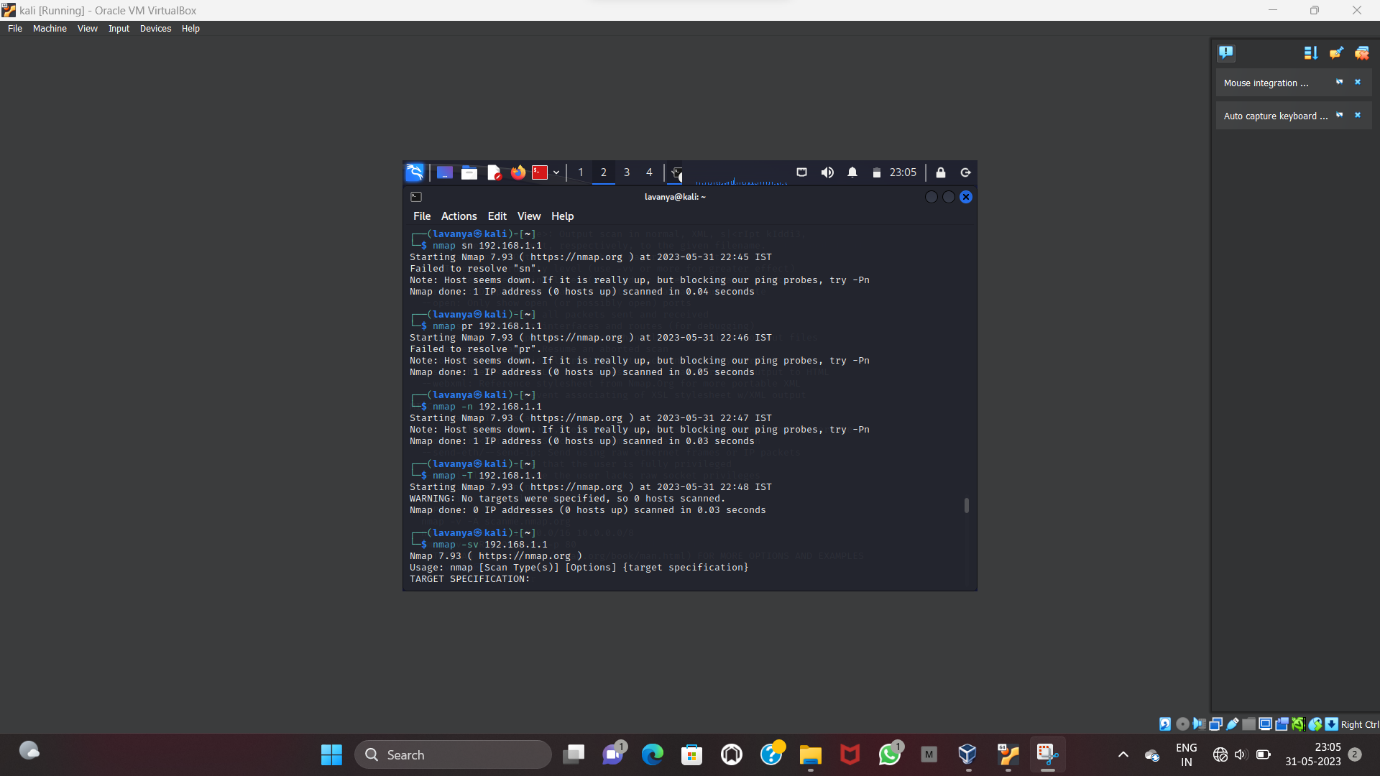 kali [Running] - Oracle VM VirtualBox
File Machine View Input Devices Help
Mouse integration ...
Auto capture keyboard ...
1 2 3 4 23:05
lavanya@kali: ~
File Actions Edit View Help
┌──(lavanya㉿kali)-[~]
└─$ nmap sn 192.168.1.1
Starting Nmap 7.93 ( https://nmap.org ) at 2023-05-31 22:45 IST
Failed to resolve "sn".
Note: Host seems down. If it is really up, but blocking our ping probes, try -Pn
Nmap done: 1 IP address (0 hosts up) scanned in 0.04 seconds
┌──(lavanya㉿kali)-[~]
└─$ nmap pr 192.168.1.1
Starting Nmap 7.93 ( https://nmap.org ) at 2023-05-31 22:46 IST
Failed to resolve "pr".
Note: Host seems down. If it is really up, but blocking our ping probes, try -Pn
Nmap done: 1 IP address (0 hosts up) scanned in 0.05 seconds
┌──(lavanya㉿kali)-[~]
└─$ nmap -n 192.168.1.1
Starting Nmap 7.93 ( https://nmap.org ) at 2023-05-31 22:47 IST
Note: Host seems down. If it is really up, but blocking our ping probes, try -Pn
Nmap done: 1 IP address (0 hosts up) scanned in 0.03 seconds
┌──(lavanya㉿kali)-[~]
└─$ nmap -T 192.168.1.1
Starting Nmap 7.93 ( https://nmap.org ) at 2023-05-31 22:48 IST
WARNING: No targets were specified, so 0 hosts scanned.
Nmap done: 0 IP addresses (0 hosts up) scanned in 0.03 seconds
┌──(lavanya㉿kali)-[~]
└─$ nmap -sv 192.168.1.1
Nmap 7.93 ( https://nmap.org )
Usage: nmap [Scan Type(s)] [Options] {target specification}
TARGET SPECIFICATION:
Right Ctrl
Search
1
1
M
ENG
IN
23:05
31-05-2023
2